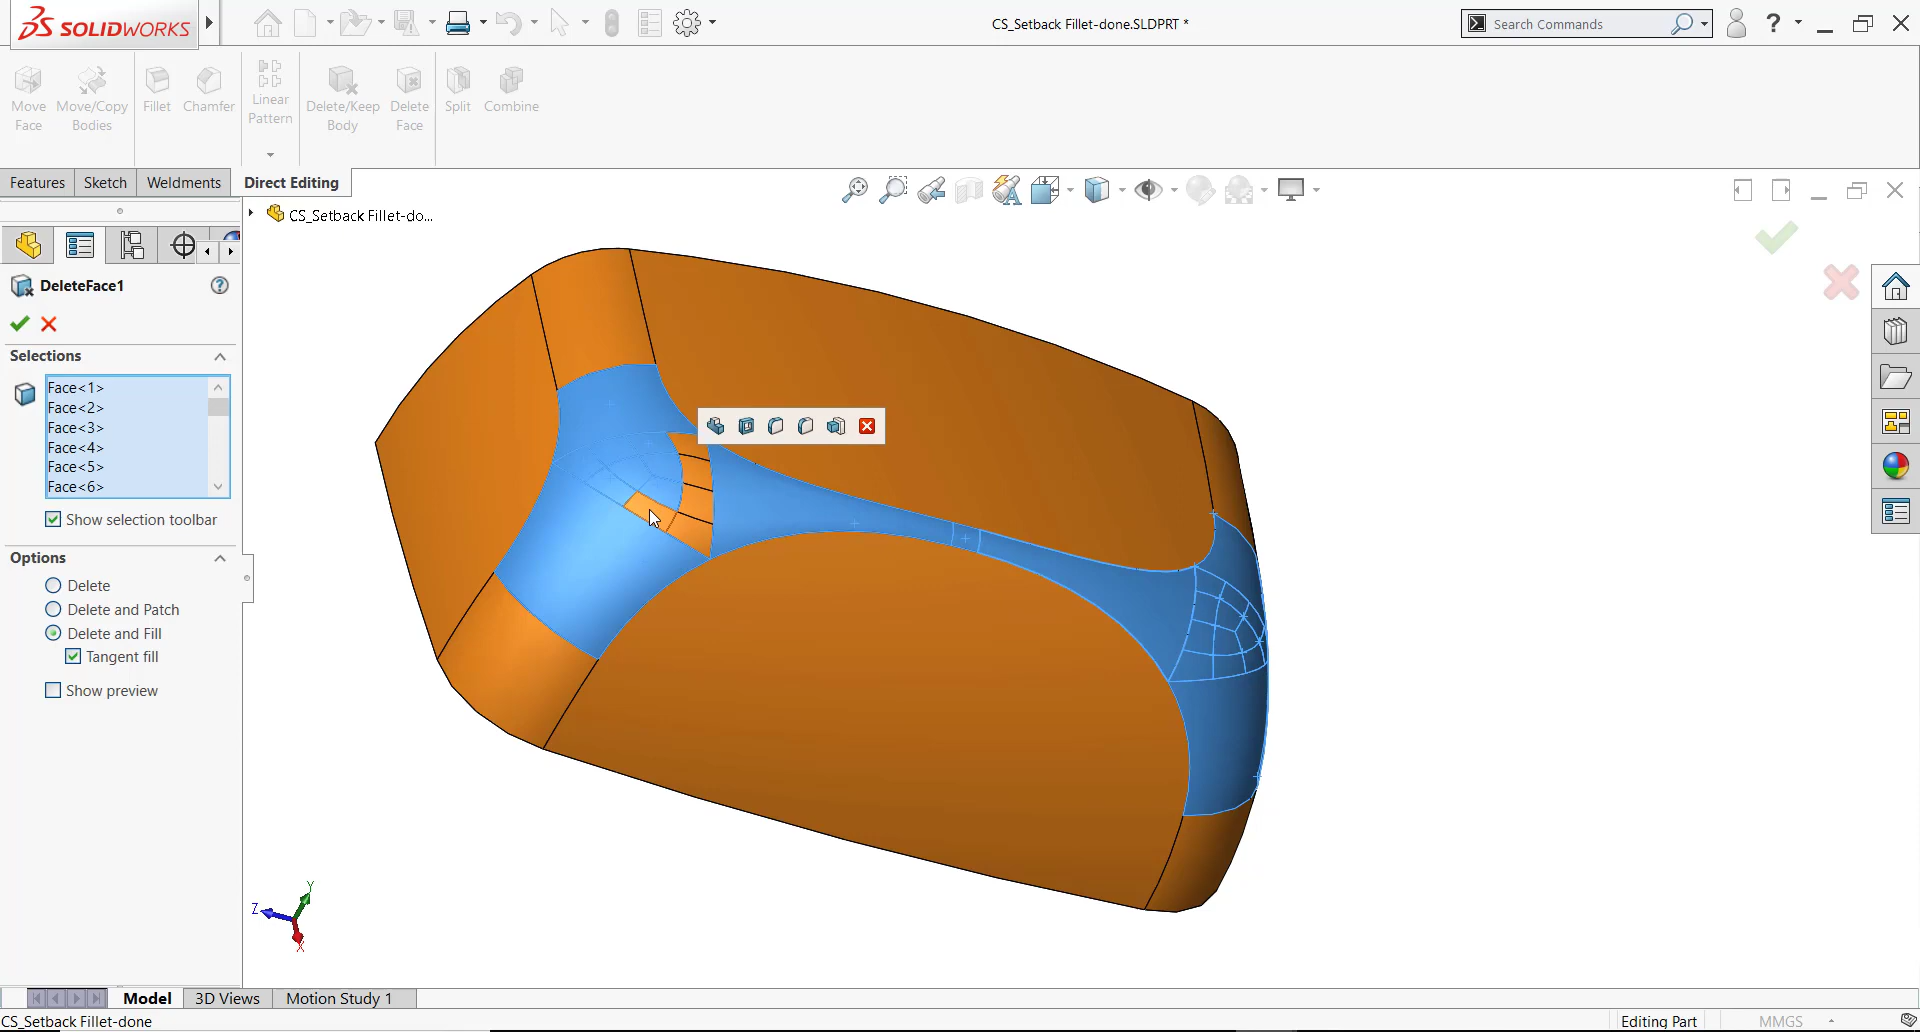 SOLIDWORKS
CS_Setback Fillet-done.SLDPRT *
Search Commands
?
Move Face
Move/Copy Bodies
Fillet
Chamfer
Linear Pattern
Delete/Keep Body
Delete Face
Split
Combine
Features
Sketch
Weldments
Direct Editing
CS_Setback Fillet-do...
DeleteFace1
?
Selections
Face<1>
Face<2>
Face<3>
Face<4>
Face<5>
Face<6>
Show selection toolbar
Options
Delete
Delete and Patch
Delete and Fill
Tangent fill
Show preview
Y
Z
X
Model
3D Views
Motion Study 1
CS_Setback Fillet-done
Editing Part
MMGS